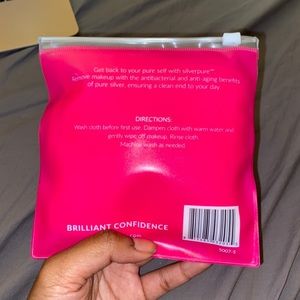 Get back to your pure self with silverpure™
Remove makeup with the antibacterial and anti-aging benefits
of pure silver, ensuring a clean end to your day
DIRECTIONS:
Wash cloth before first use. Dampen cloth with warm water and
gently wipe off makeup. Rinse cloth.
Machine wash as needed.
BRILLIANT CONFIDENCE
.com